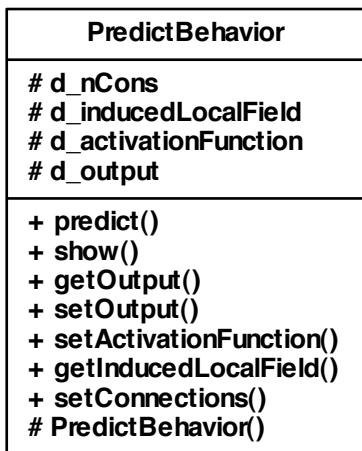 PredictBehavior
# d_nCons
# d_inducedLocalField
# d_activationFunction
# d_output
+ predict()
+ show()
+ getOutput()
+ setOutput()
+ setActivationFunction()
+ getInducedLocalField()
+ setConnections()
# PredictBehavior()